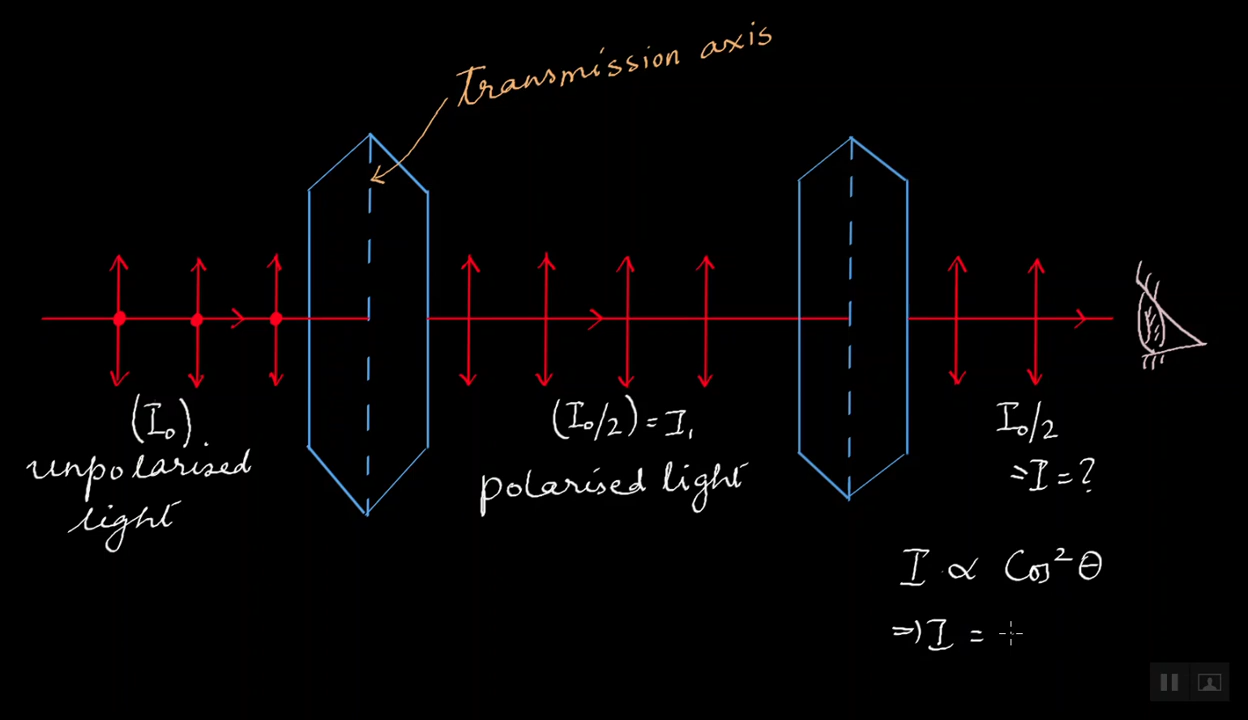 Transmission axis
(I₀).
unpolarised
light
(I₀/2) = I₁
polarised light
I₀/2
⇒ I = ?
I ∝ Cos²θ
⇒ I =